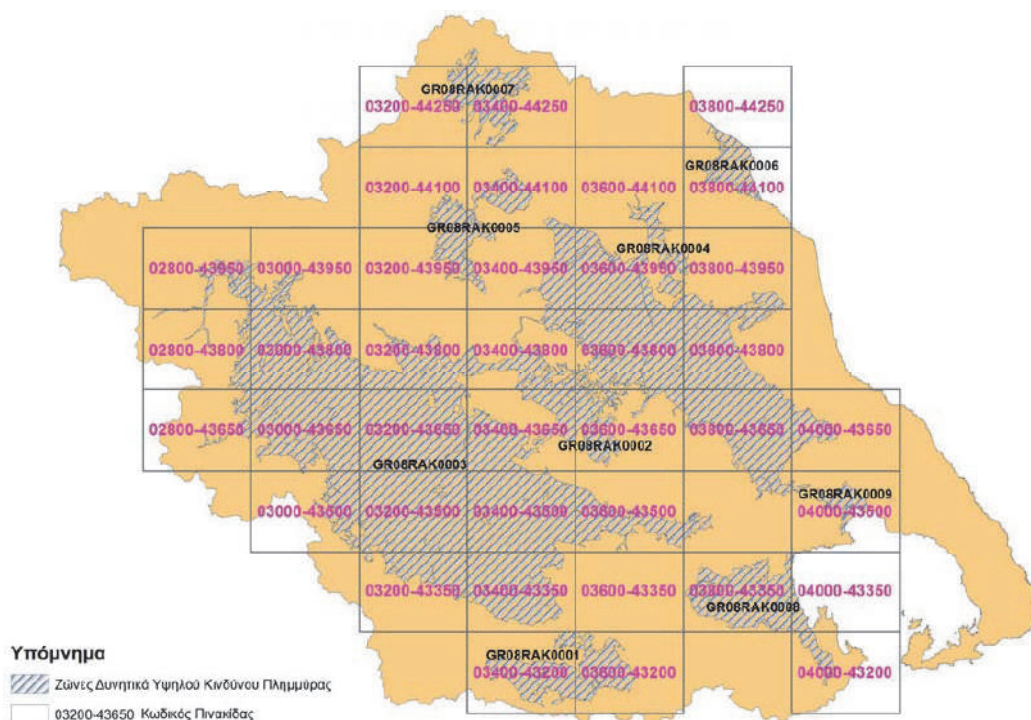 GR08RAK0007
03200-44250 03400-44250 03800-44250
GR08RAK0006
03200-44100 03400-44100 03600-44100 03800-44100
GR08RAK0005
GR08RAK0004
02800-43950 03000-43950 03200-43950 03400-43950 03600-43950 03800-43950
02800-43800 03000-43800 03200-43800 03400-43800 03600-43800 03800-43800
02800-43650 03000-43650 03200-43650 03400-43650 03600-43650 03800-43650 04000-43650
GR08RAK0002
GR08RAK0003
GR08RAK0009
03000-43500 03200-43500 03400-43500 03600-43500 04000-43500
03200-43350 03400-43350 03600-43350 03800-43350 04000-43350
GR08RAK0008
GR08RAK0001
03400-43200 03600-43200 04000-43200
Υπόμνημα
Ζώνες Δυνητικά Υψηλού Κινδύνου Πλημμύρας
03200-43650 Κωδικός Πινακίδας